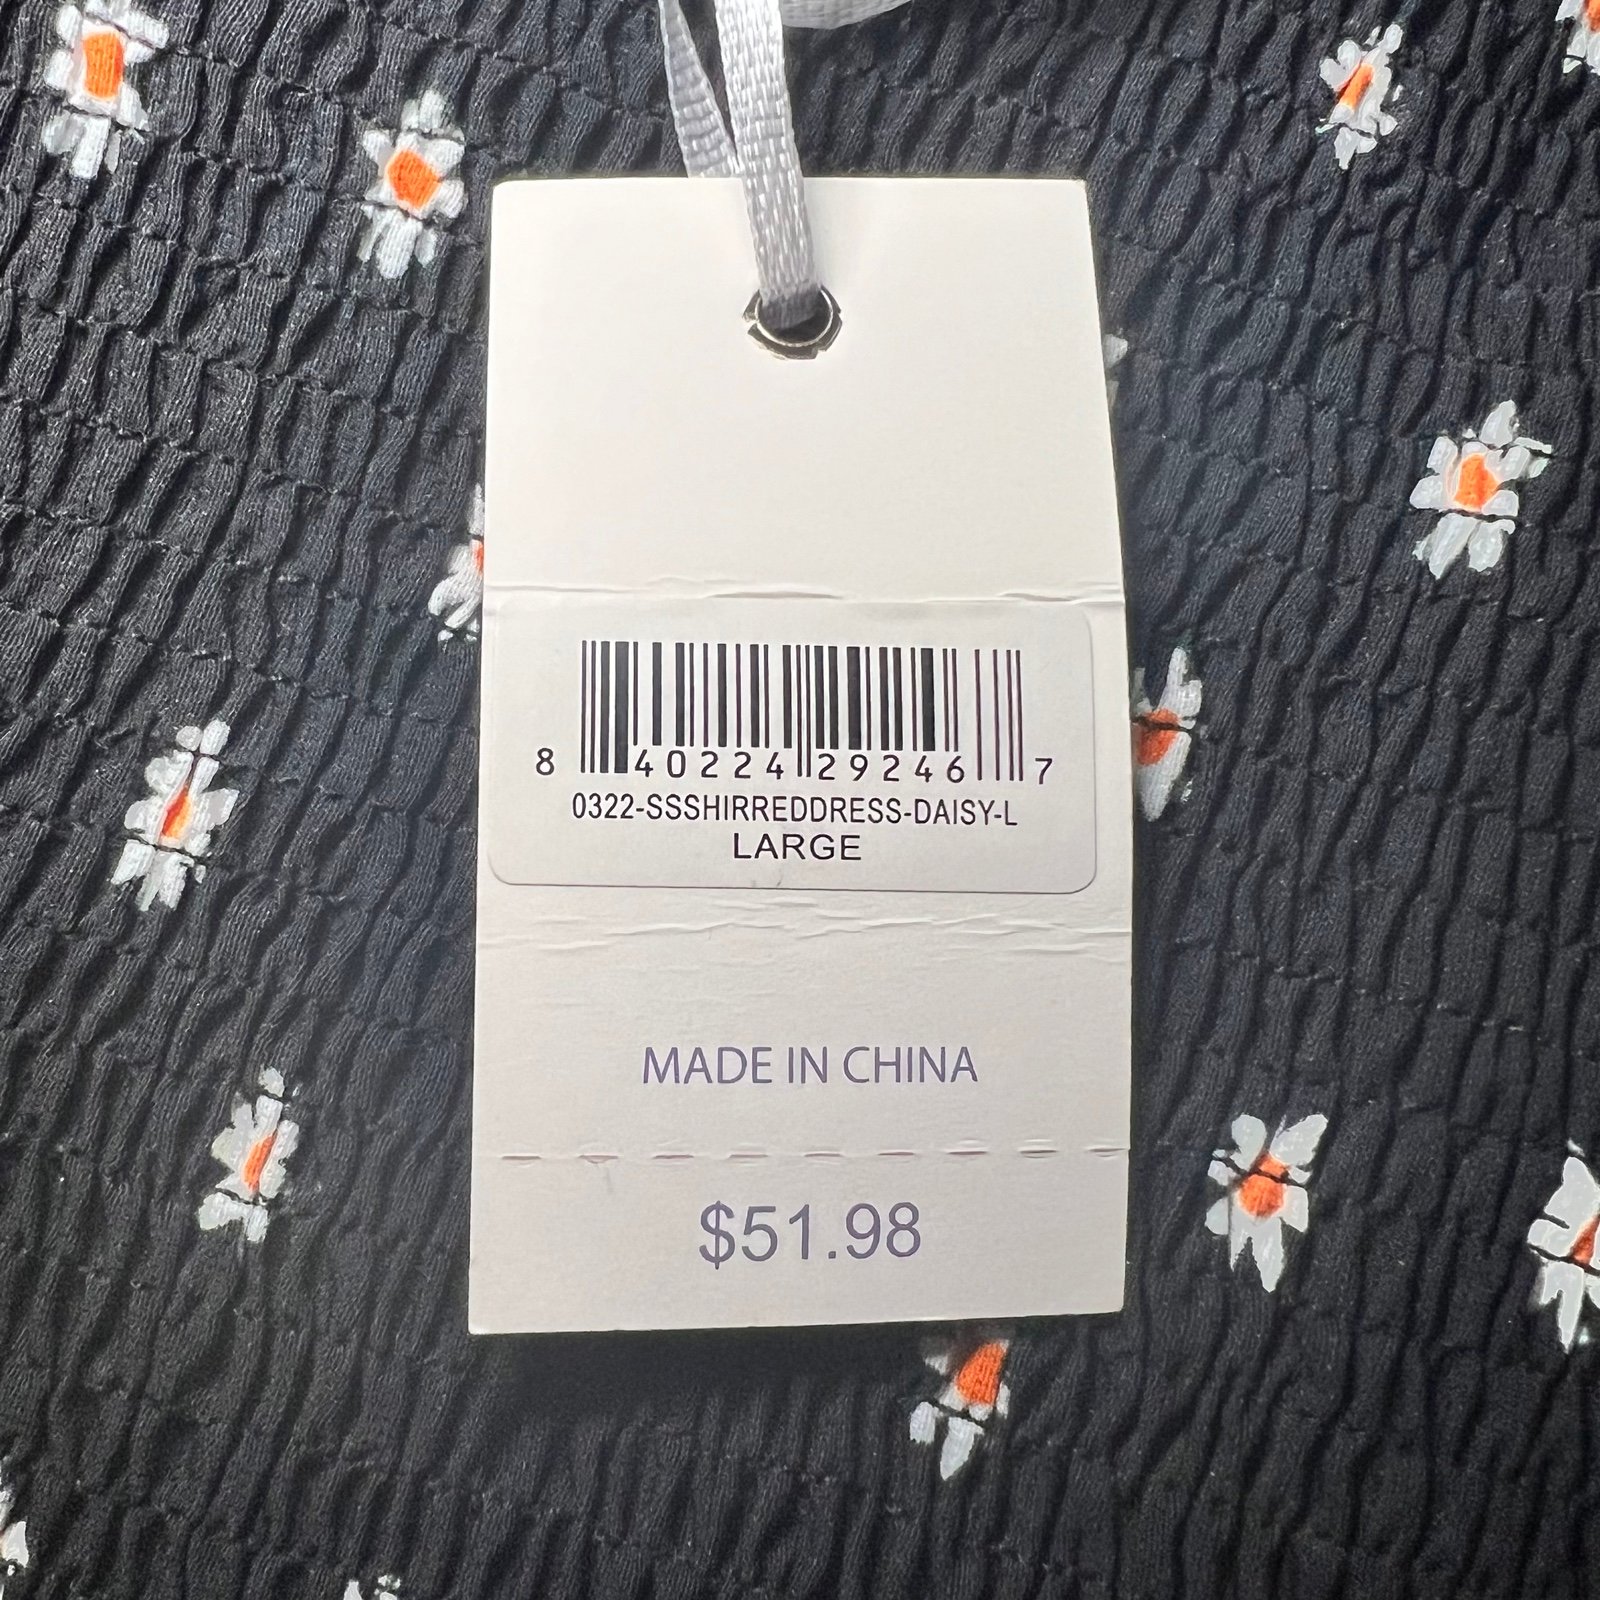 8 40224 29246 7
0322-SSSHIRREDDRESS-DAISY-L
LARGE
MADE IN CHINA
$51.98